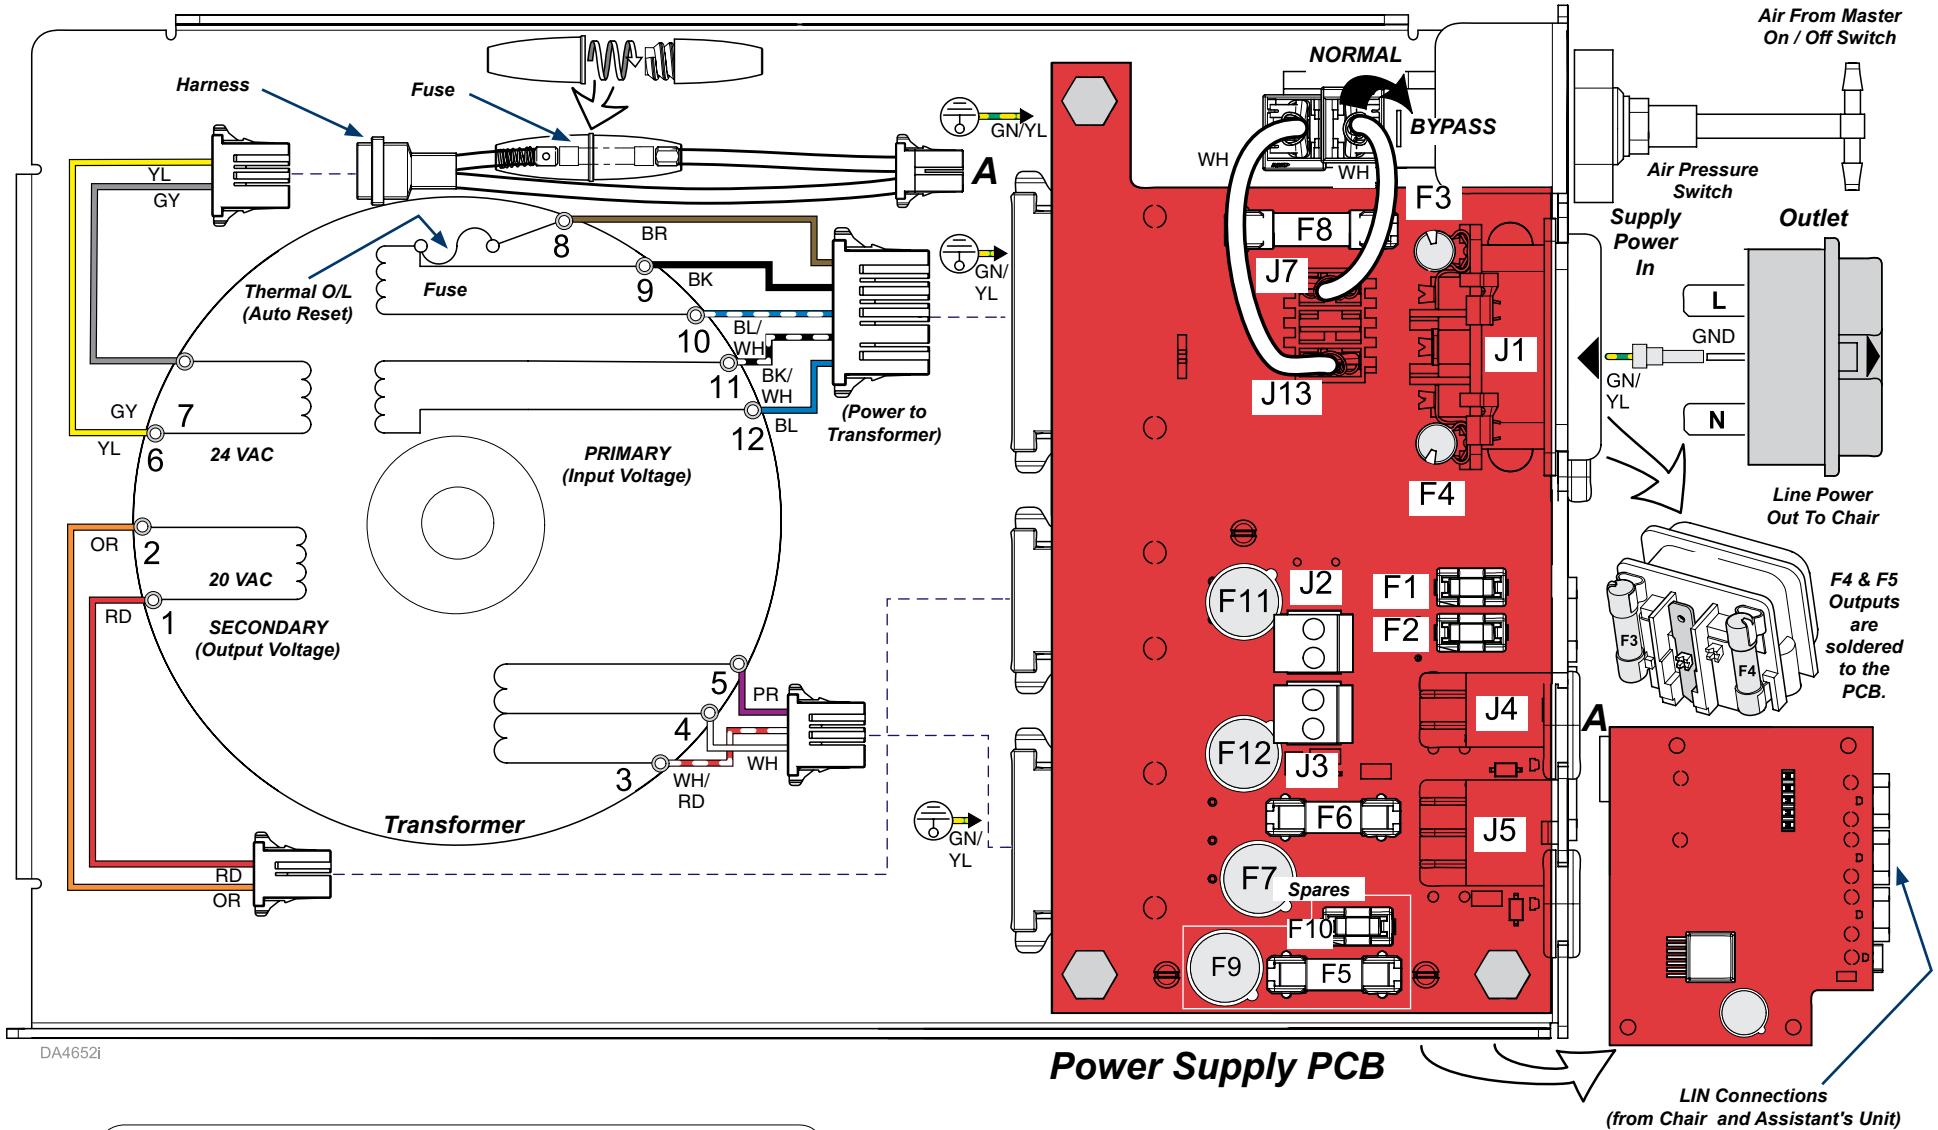 Air From Master
On / Off Switch
NORMAL
BYPASS
Harness
Fuse
GN/YL
A
WH
WH
YL
GY
Air Pressure
Switch
F3
Supply
Power
In
Outlet
8
BR
F8
GN/
YL
J7
Thermal O/L
(Auto Reset)
Fuse
9
BK
L
10
BL/
WH
GND
J1
11
BK/
WH
J13
GN/
YL
GY
7
12
BL
(Power to
Transformer)
N
YL
6
24 VAC
PRIMARY
(Input Voltage)
F4
Line Power
Out To Chair
OR
2
20 VAC
J2
F1
F11
F2
F4 & F5
Outputs
are
soldered
to the
PCB.
F3
F4
RD
1
SECONDARY
(Output Voltage)
5
PR
4
J4
A
WH
3
WH/
RD
F12
J3
Transformer
GN/
YL
F6
J5
RD
OR
F7
Spares
F10
F9
F5
DA4652i
Power Supply PCB
LIN Connections
(from Chair and Assistant's Unit)